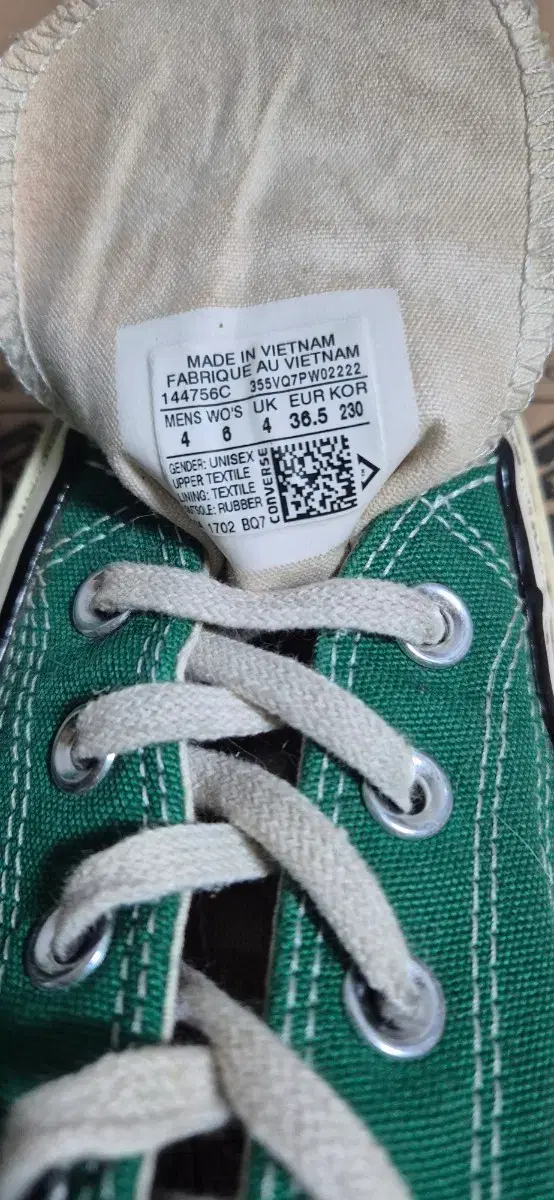 MADE IN VIETNAM
FABRIQUE AU VIETNAM
144756C 355VQ7PW02222
MENS WO'S UK EUR KOR
4 6 4 36.5 230
GENDER: UNISEX
UPPER TEXTILE
LINING: TEXTILE
RUBBER
1702 BQ7
CONVERSE